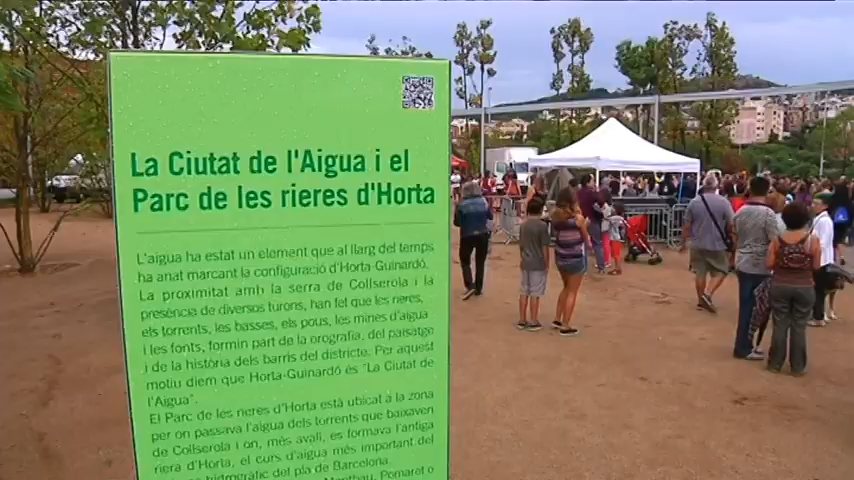 La Ciutat de l'Aigua i el
Parc de les rieres d'Horta
L'aigua ha estat un element que al llarg del temps
ha anat marcant la configuració d'Horta-Guinardó.
La proximitat amb la serra de Collserola i la
presència de diversos turons, han fet que les rieres,
els torrents, les basses, els pous, les mines d'aigua
i les fonts, formin part de la orografia, del paisatge
i de la història dels barris del districte. Per aquest
motiu diem que Horta-Guinardó és "La Ciutat de
l'Aigua".
El Parc de les rieres d'Horta està ubicat a la zona
per on passava l'aigua dels torrents que baixaven
de Collserola i on, més avall, es formava l'antiga
riera d'Horta, el curs d'aigua més important del
hidrogràfic del pla de Barcelona.
Pomaret o